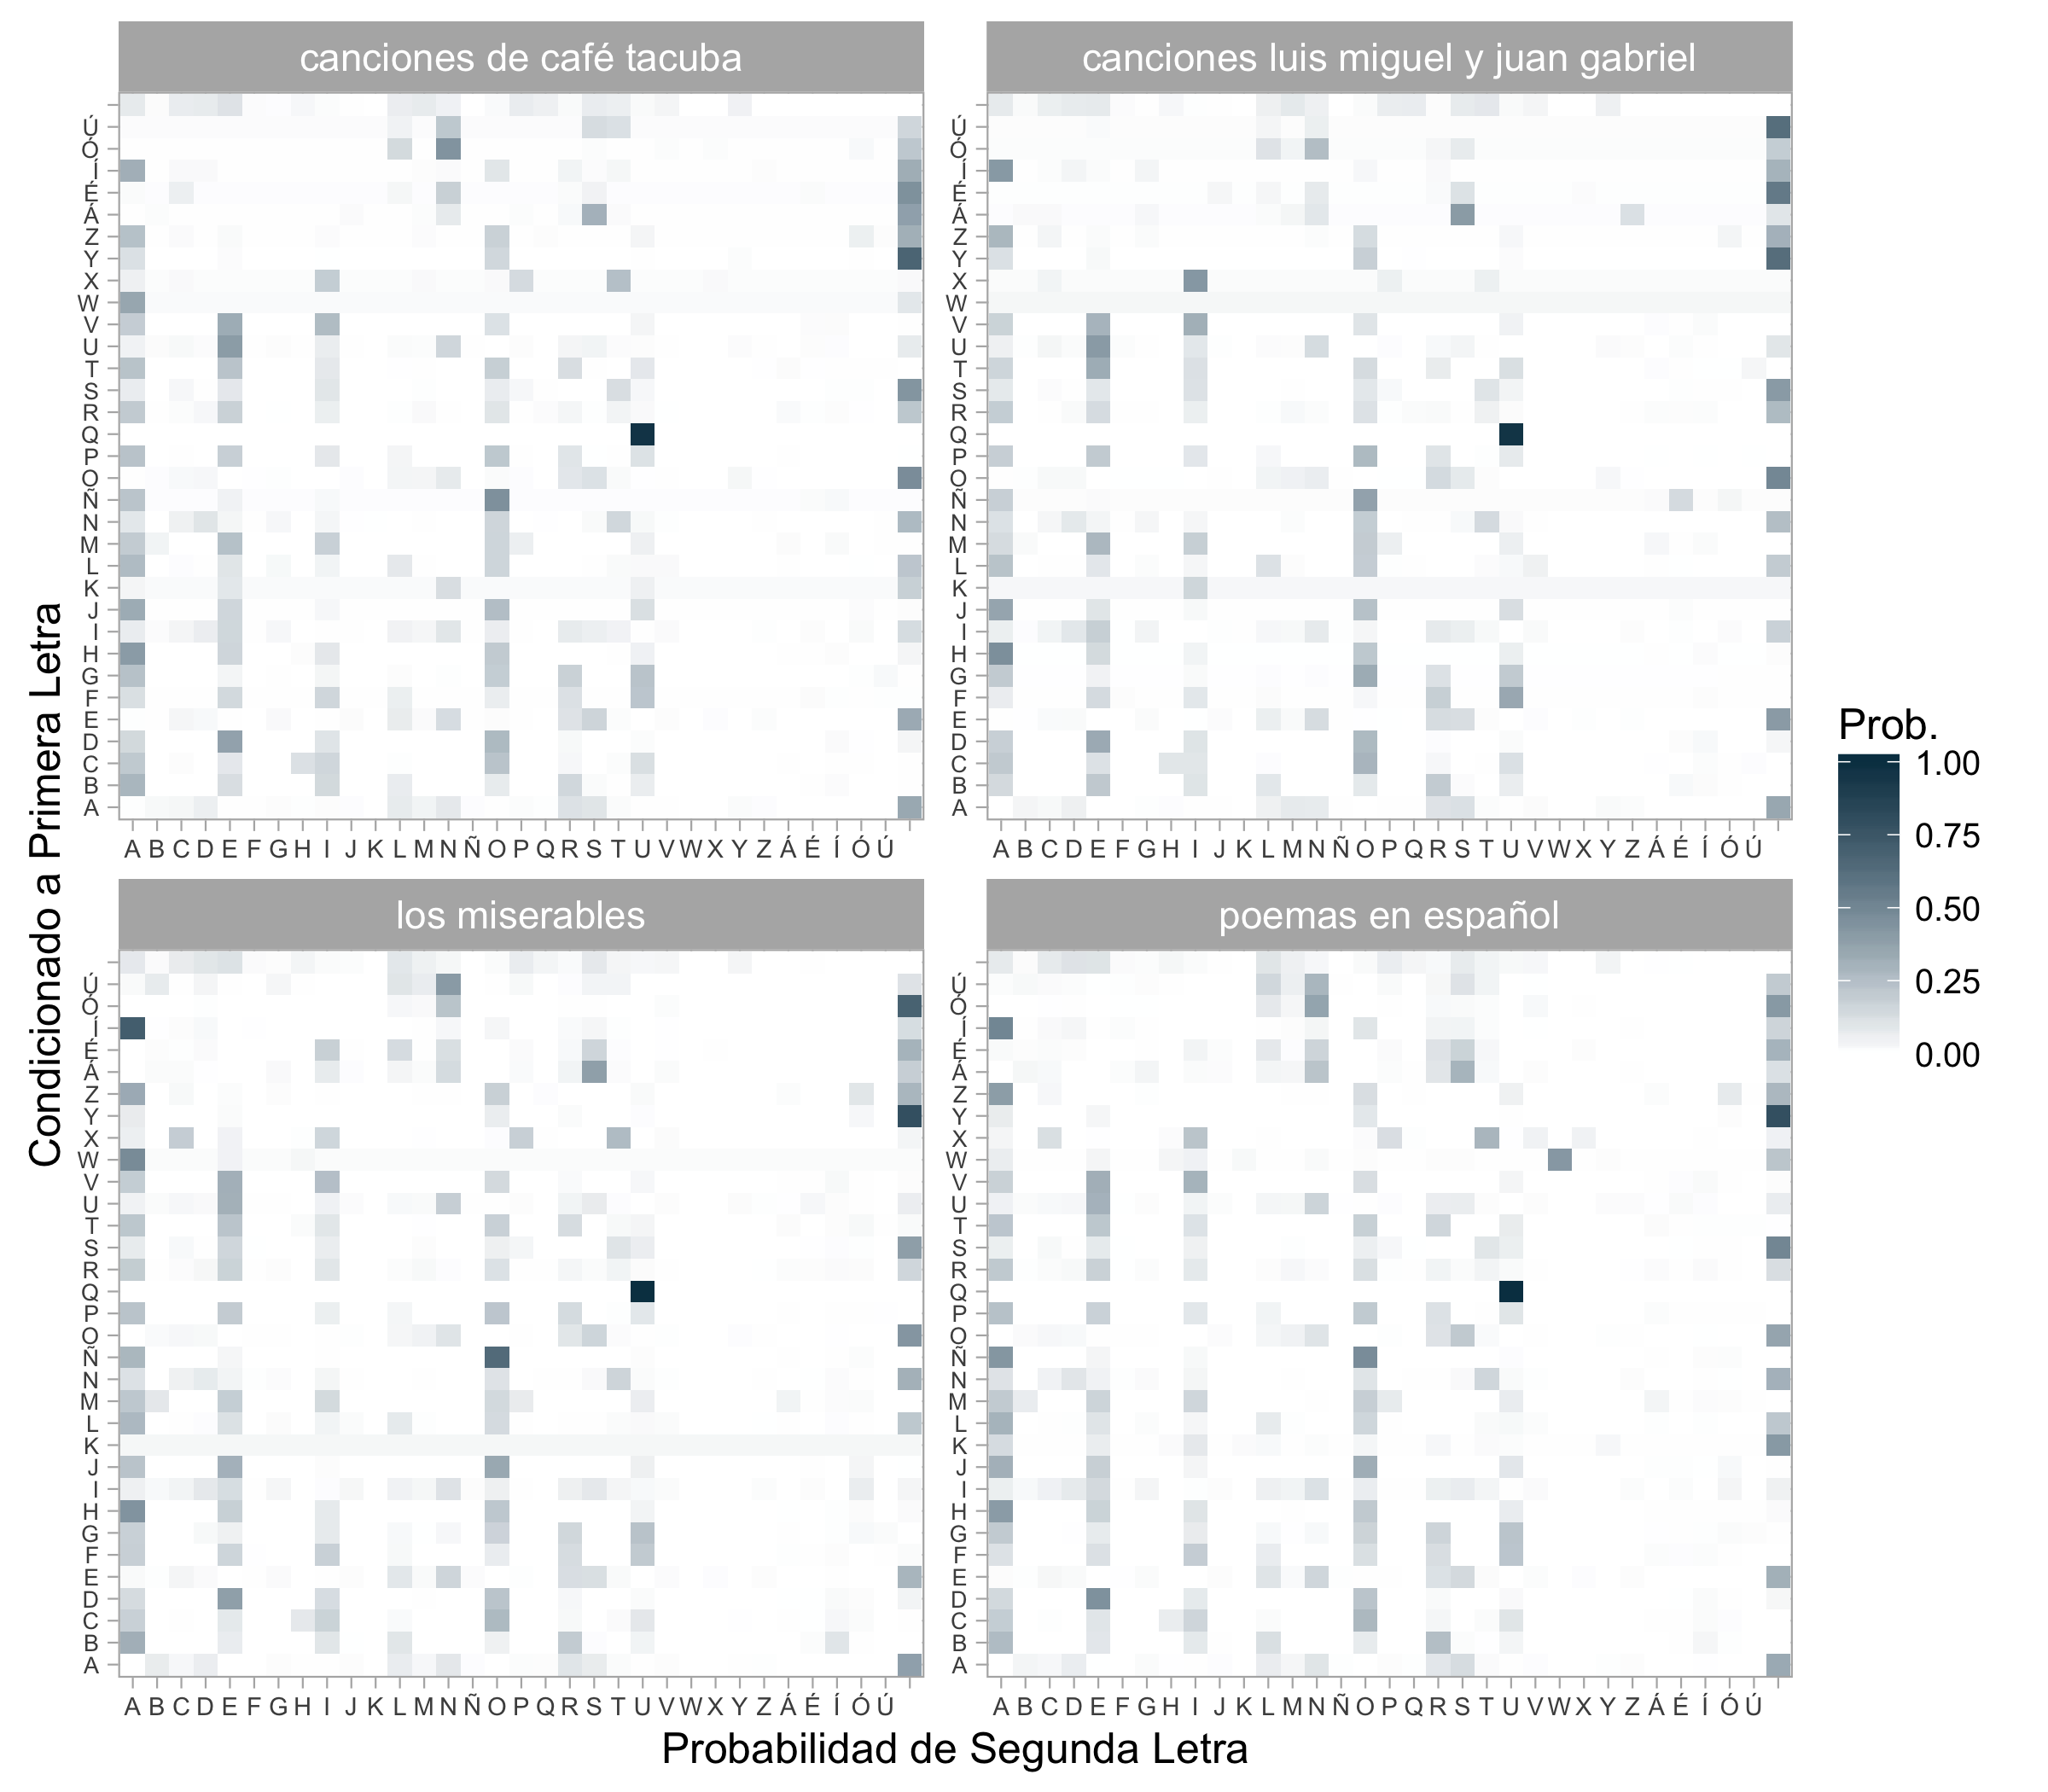 canciones de café tacuba
canciones luis miguel y juan gabriel
Ú
Ó
Í
É
Á
Z
Y
X
W
V
U
T
S
R
Q
P
O
Ñ
N
M
L
K
J
I
H
G
F
E
D
C
B
A
A B C D E F G H I J K L M N Ñ O P Q R S T U V W X Y Z Á É Í Ó Ú
Ú
Ó
Í
É
Á
Z
Y
X
W
V
U
T
S
R
Q
P
O
Ñ
N
M
L
K
J
I
H
G
F
E
D
C
B
A
A B C D E F G H I J K L M N Ñ O P Q R S T U V W X Y Z Á É Í Ó Ú
los miserables
poemas en español
Ú
Ó
Í
É
Á
Z
Y
X
W
V
U
T
S
R
Q
P
O
Ñ
N
M
L
K
J
I
H
G
F
E
D
C
B
A
A B C D E F G H I J K L M N Ñ O P Q R S T U V W X Y Z Á É Í Ó Ú
Ú
Ó
Í
É
Á
Z
Y
X
W
V
U
T
S
R
Q
P
O
Ñ
N
M
L
K
J
I
H
G
F
E
D
C
B
A
A B C D E F G H I J K L M N Ñ O P Q R S T U V W X Y Z Á É Í Ó Ú
Condicionado a Primera Letra
Probabilidad de Segunda Letra
Prob.
1.00
0.75
0.50
0.25
0.00